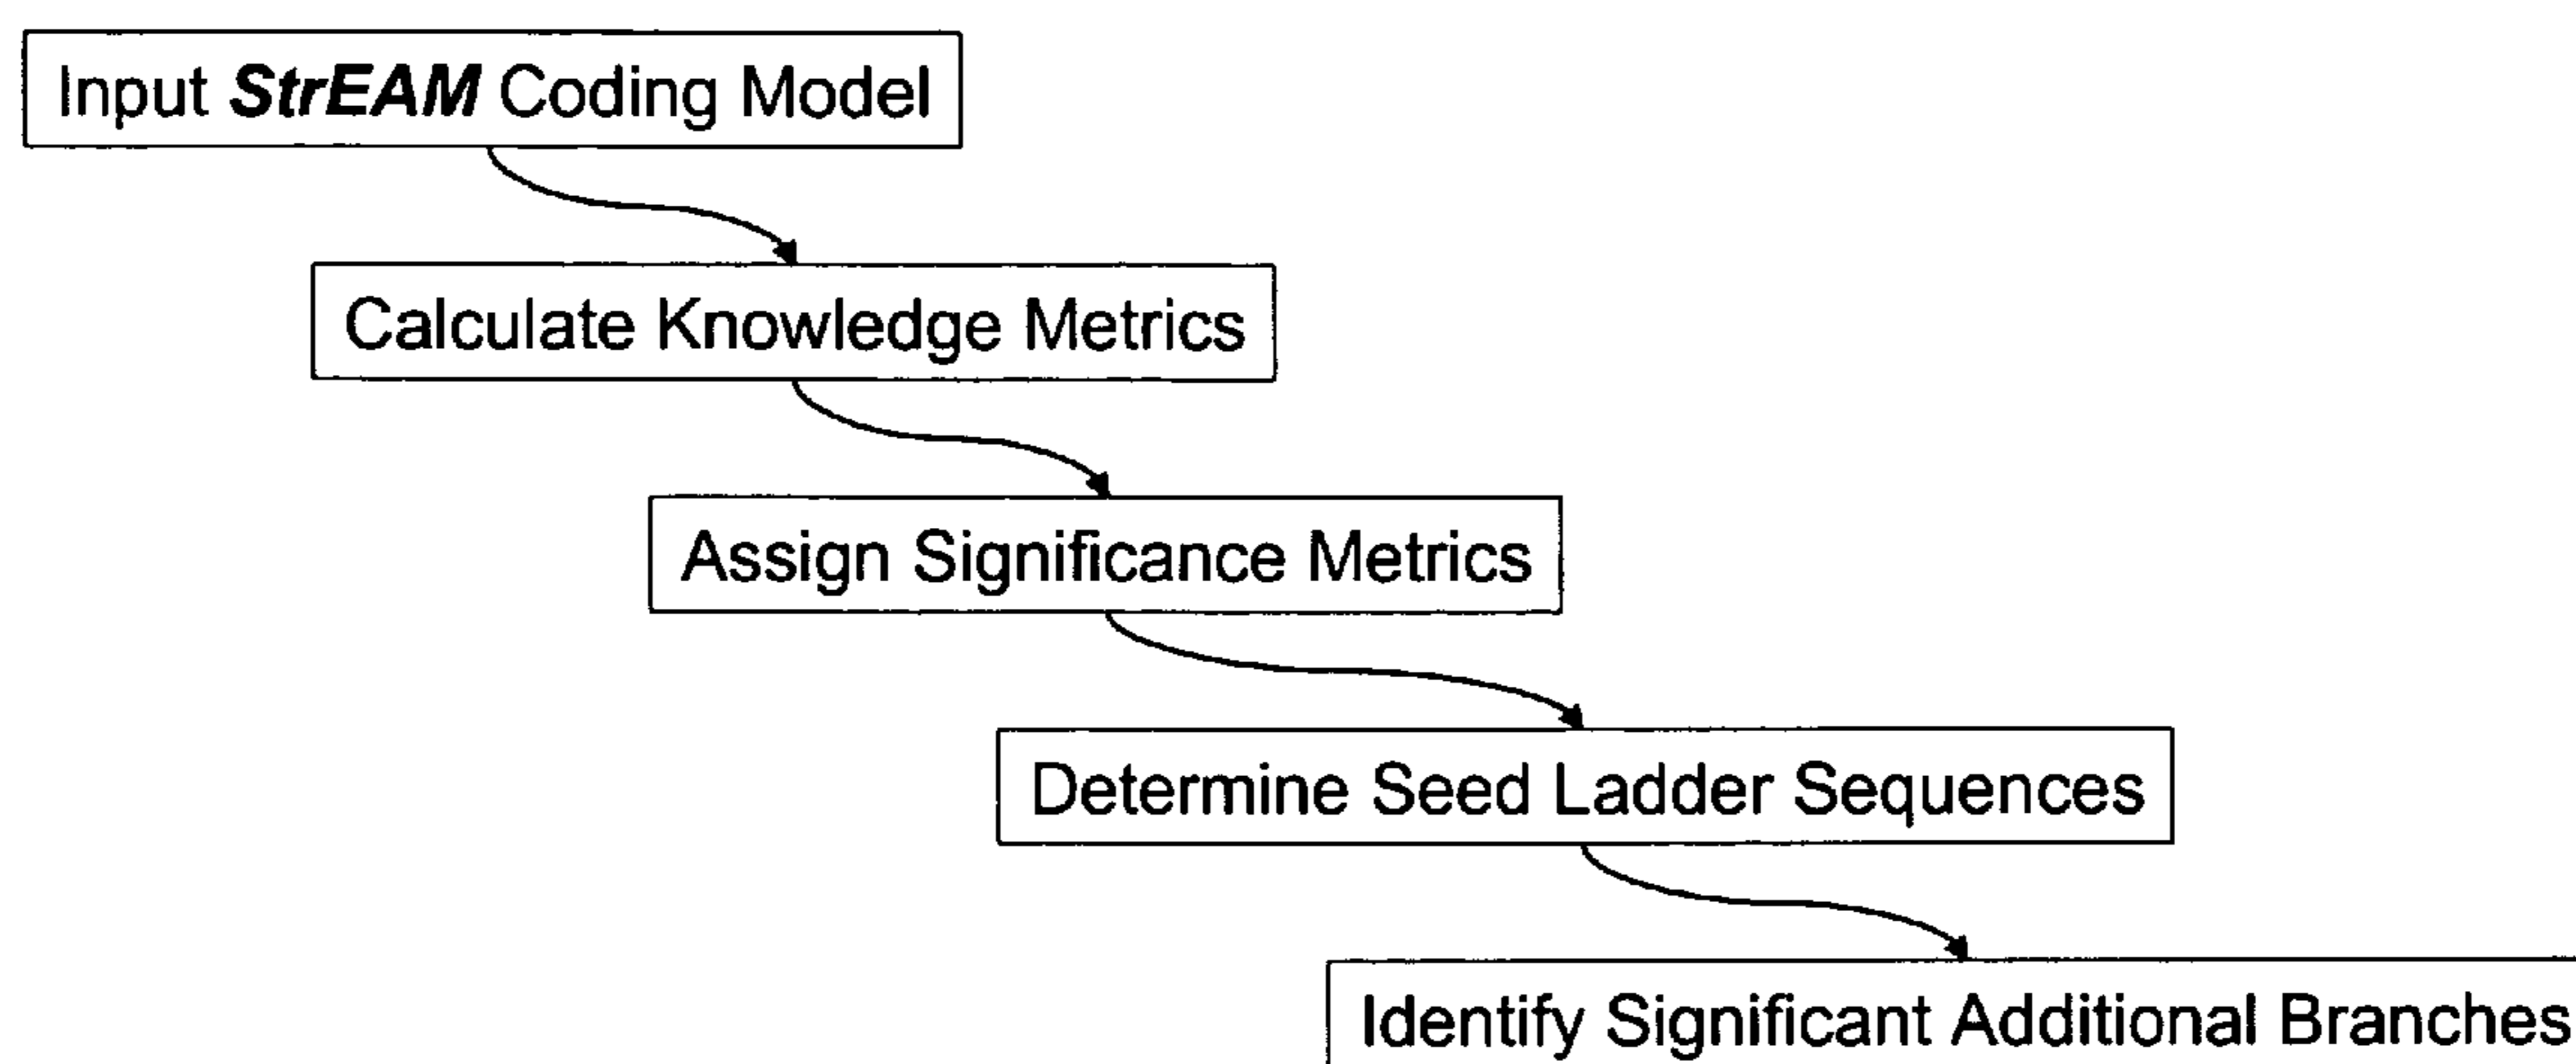 Input StrEAM Coding Model
Calculate Knowledge Metrics
Assign Significance Metrics
Determine Seed Ladder Sequences
Identify Significant Additional Branches